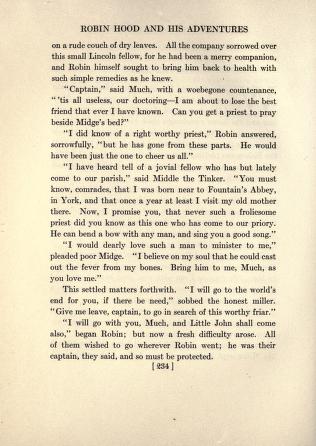 ROBIN HOOD AND HIS ADVENTURES
on a rude couch of dry leaves. All the company sorrowed over
this small Lincoln fellow, for he had been a merry companion,
and Robin himself sought to bring him back to health with
such simple remedies as he knew.
"Captain," said Much, with a woebegone countenance,
"'tis all useless, our doctoring—I am about to lose the best
friend that ever I have known. Can you get a priest to pray
beside Midge's bed?"
"I did know of a right worthy priest," Robin answered,
sorrowfully, "but he has gone from these parts. He would
have been just the one to cheer us all."
"I have heard tell of a jovial fellow who has but lately
come to our parish," said Middle the Tinker. "You must
know, comrades, that I was born near to Fountain's Abbey,
in York, and that once a year at least I visit my old mother
there. Now, I promise you, that never such a frolicsome
priest did you know as this one who has come to our priory.
He can bend a bow with any man, and sing you a good song."
"I would dearly love such a man to minister to me,"
pleaded poor Midge. "I believe on my soul that he could cast
out the fever from my bones. Bring him to me, Much, as
you love me."
This settled matters forthwith. "I will go to the world's
end for you, if there be need," sobbed the honest miller.
"Give me leave, captain, to go in search of this worthy friar."
"I will go with you, Much, and Little John shall come
also," began Robin; but now a fresh difficulty arose. All
of them wished to go wherever Robin went; he was their
captain, they said, and so must be protected.
[ 234 ]